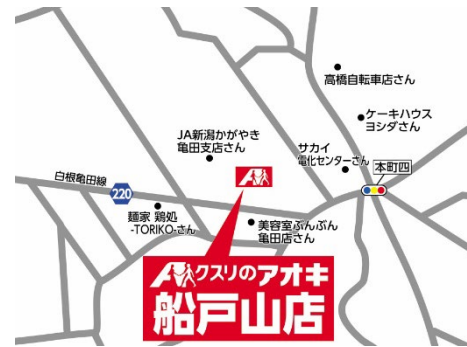 高橋自転車店さん
ケーキハウス
ヨシダさん
JA新潟かがやき
亀田支店さん
サカイ
電化センターさん
本町四
白根亀田線
220
麺家 鶏処
-TORIKO-さん
美容室ぶんぶん
亀田店さん
クスリのアオキ
船戸山店